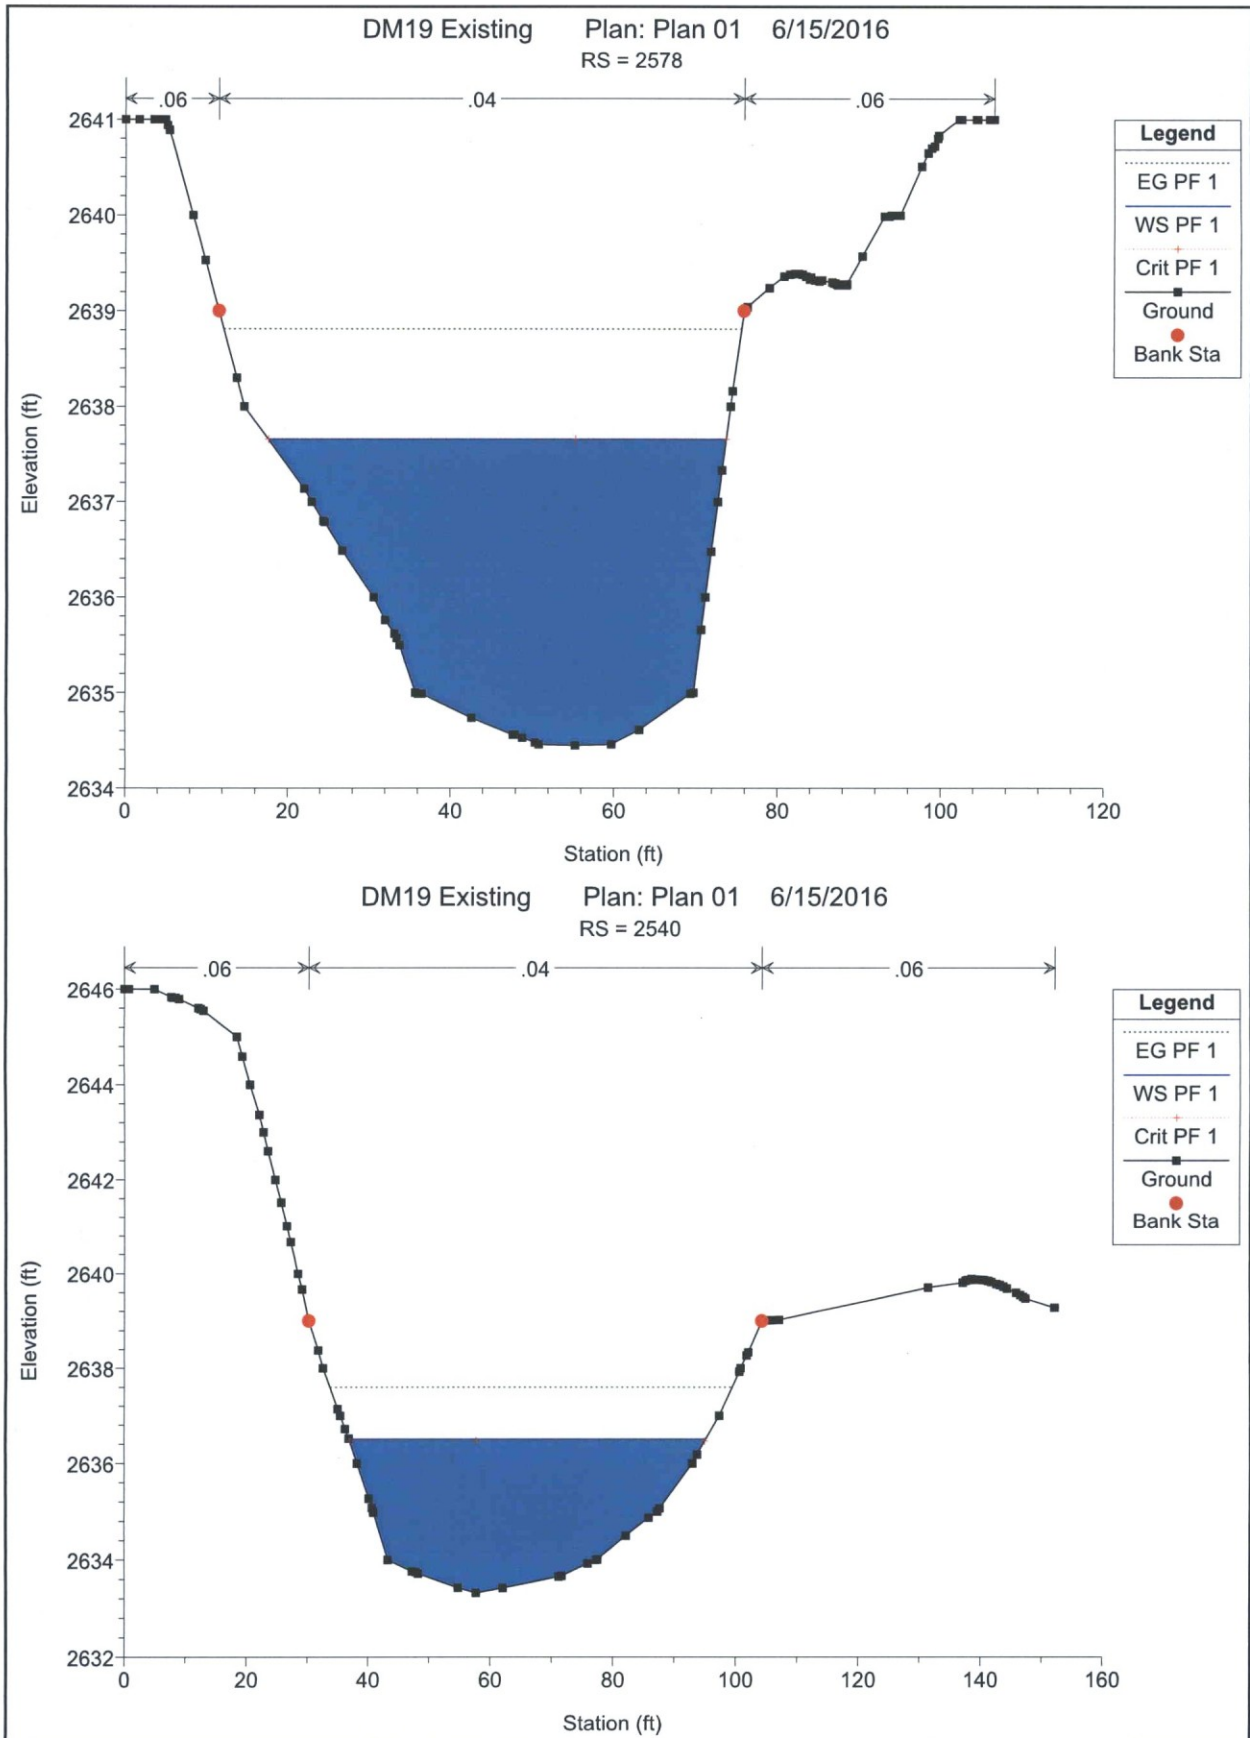 DM19 Existing Plan: Plan 01 6/15/2016
RS = 2578
.06 .04 .06
2641
2640
2639
2638
2637
2636
2635
2634
Elevation (ft)
0 20 40 60 80 100 120
Station (ft)
Legend
EG PF 1
WS PF 1
Crit PF 1
Ground
Bank Sta
DM19 Existing Plan: Plan 01 6/15/2016
RS = 2540
.06 .04 .06
2646
2644
2642
2640
2638
2636
2634
2632
Elevation (ft)
0 20 40 60 80 100 120 140 160
Station (ft)
Legend
EG PF 1
WS PF 1
Crit PF 1
Ground
Bank Sta